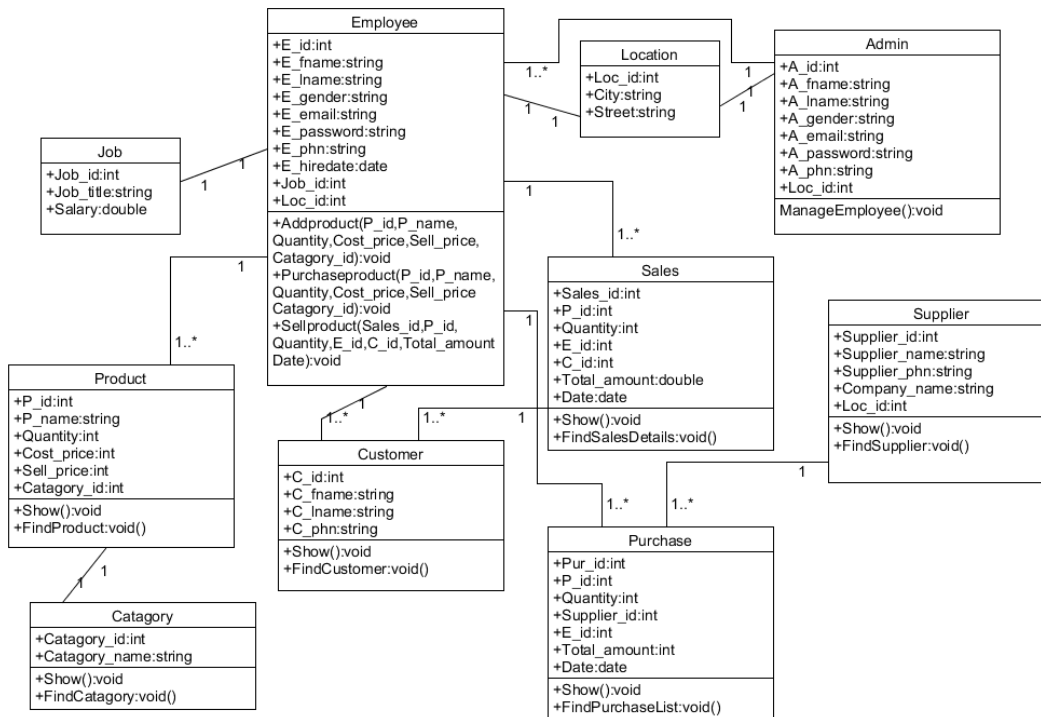 Employee
+E_id:int
+E_fname:string
+E_lname:string
+E_gender:string
+E_email:string
+E_password:string
+E_phn:string
+E_hiredate:date
+Job_id:int
+Loc_id:int
+Addproduct(P_id,P_name,
Quantity,Cost_price,Sell_price,
Catagory_id):void
+Purchaseproduct(P_id,P_name,
Quantity,Cost_price,Sell_price
Catagory_id):void
+Sellproduct(Sales_id,P_id,
Quantity,E_id,C_id,Total_amount
Date):void
1..*
1
1
1
Location
+Loc_id:int
City:string
+Street:string
1
1
Admin
+A_id:int
+A_fname:string
+A_lname:string
+A_gender:string
+A_email:string
+A_password:string
+A_phn:string
+Loc_id:int
ManageEmployee():void
Job
+Job_id:int
+Job_title:string
+Salary:double
1
1
1
1..*
1
1..*
Sales
+Sales_id:int
+P_id:int
+Quantity:int
+E_id:int
+C_id:int
+Total_amount:double
+Date:date
+Show():void
+FindSalesDetails:void()
Supplier
+Supplier_id:int
+Supplier_name:string
+Supplier_phn:string
+Company_name:string
+Loc_id:int
+Show():void
+FindSupplier:void()
1
1..*
Product
+P_id:int
+P_name:string
+Quantity:int
+Cost_price:int
+Sell_price:int
+Catagory_id:int
+Show():void
+FindProduct:void()
1
1..*
1..*
1
Customer
+C_id:int
+C_fname:string
+C_lname:string
+C_phn:string
+Show():void
+FindCustomer:void()
1
1..*
1..*
Purchase
+Pur_id:int
+P_id:int
+Quantity:int
+Supplier_id:int
+E_id:int
+Total_amount:int
+Date:date
+Show():void
+FindPurchaseList:void()
1
1
Catagory
+Catagory_id:int
+Catagory_name:string
+Show():void
+FindCatagory:void()